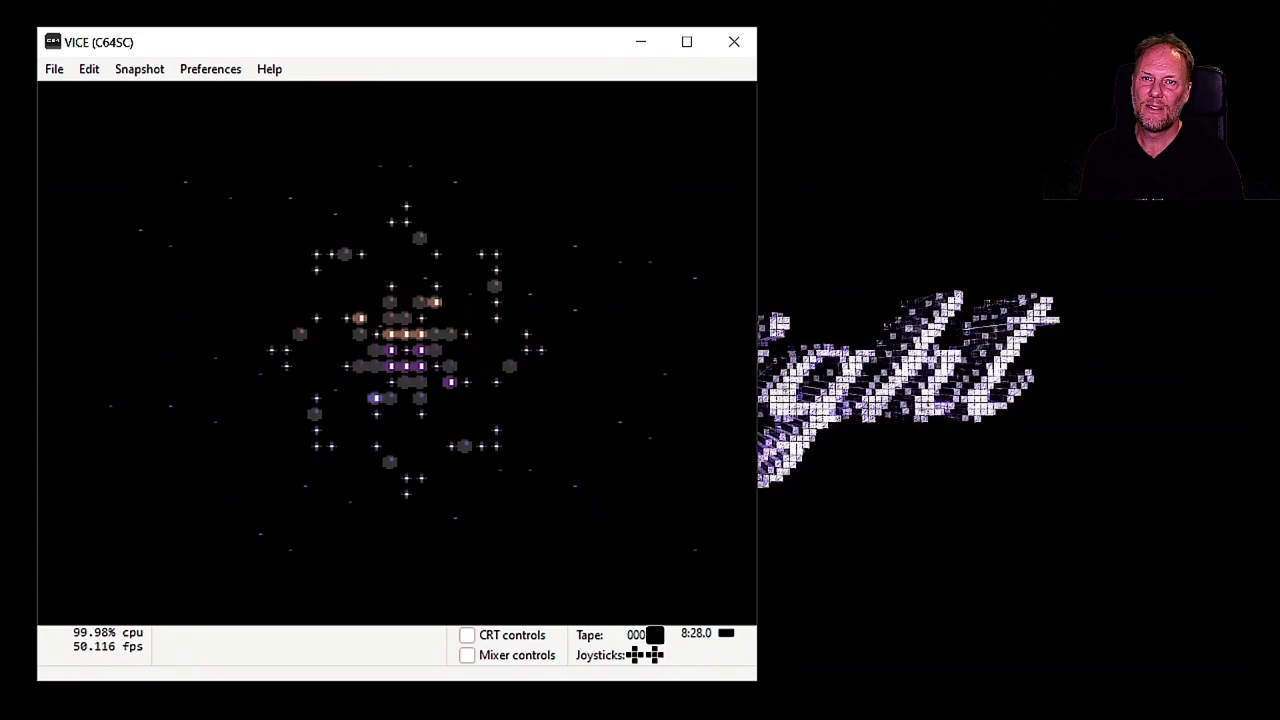 VICE (C64SC)
File Edit Snapshot Preferences Help
99.98% cpu
50.116 fps
CRT controls
Mixer controls
Tape: 000
Joysticks:
8:28.0